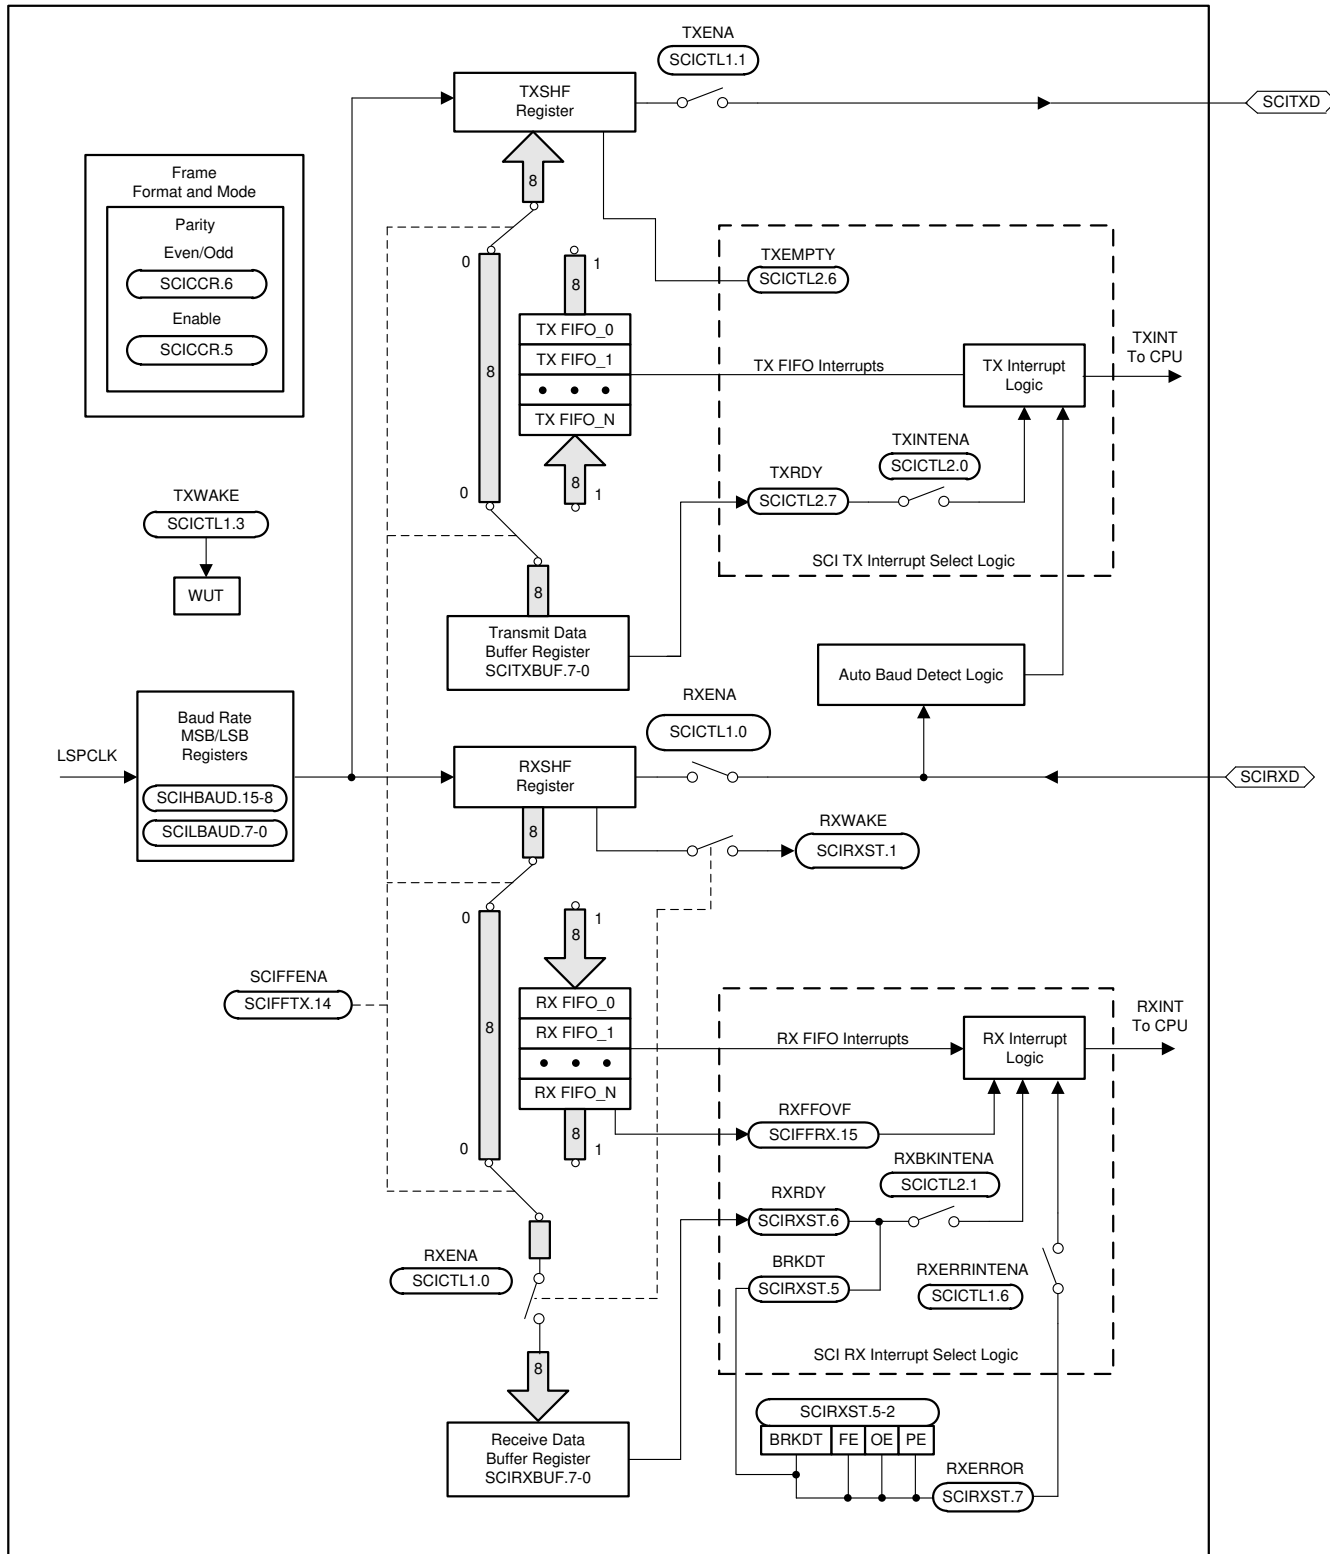 TXENA
SCICTL1.1
TXSHF
Register
SCITXD
Frame
Format and Mode
Parity
Even/Odd
SCICCR.6
Enable
SCICCR.5
8
0
1
8
TXEMPTY
SCICTL2.6
TX FIFO_0
TX FIFO_1
TX FIFO_N
8
TX FIFO Interrupts
TX Interrupt
Logic
TXINT
To CPU
TXINTENA
SCICTL2.0
TXRDY
SCICTL2.7
0
8
1
SCI TX Interrupt Select Logic
TXWAKE
SCICTL1.3
WUT
8
Transmit Data
Buffer Register
SCITXBUF.7-0
Auto Baud Detect Logic
RXENA
SCICTL1.0
LSPCLK
Baud Rate
MSB/LSB
Registers
SCIHBAUD.15-8
SCILBAUD.7-0
RXSHF
Register
SCIRXD
8
RXWAKE
SCIRXST.1
0
1
8
SCIFFENA
SCIFFTX.14
8
RX FIFO_0
RX FIFO_1
RX FIFO_N
RX FIFO Interrupts
RX Interrupt
Logic
RXINT
To CPU
RXFFOVF
SCIFFRX.15
0
8
1
RXBKINTENA
SCICTL2.1
RXRDY
SCIRXST.6
BRKDT
SCIRXST.5
RXERRINTENA
SCICTL1.6
RXENA
SCICTL1.0
SCI RX Interrupt Select Logic
8
Receive Data
Buffer Register
SCIRXBUF.7-0
SCIRXST.5-2
BRKDT FE OE PE
RXERROR
SCIRXST.7